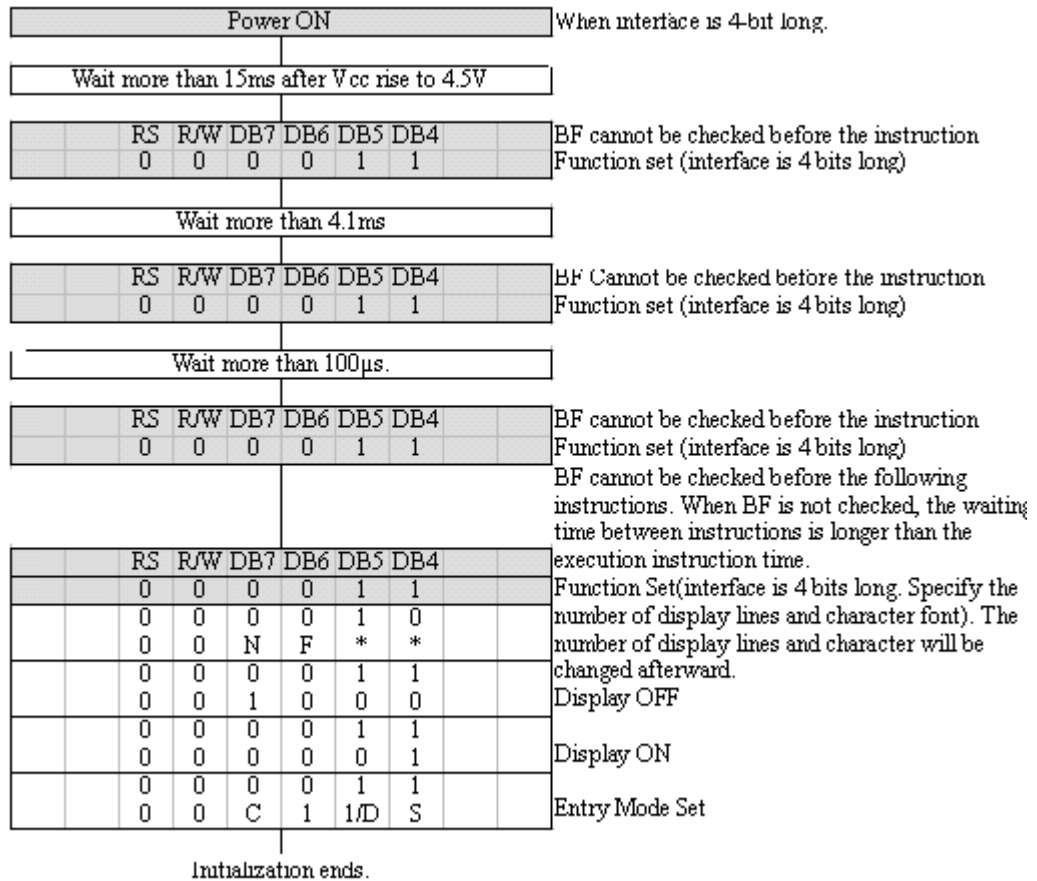 Power ON
When interface is 4-bit long.
Wait more than 15ms after Vcc rise to 4.5V
RS R/W DB7 DB6 DB5 DB4
BF cannot be checked before the instruction
0 0 0 0 1 1
Function set (interface is 4 bits long)
Wait more than 4.1ms
RS R/W DB7 DB6 DB5 DB4
BF Cannot be checked before the instruction
0 0 0 0 1 1
Function set (interface is 4 bits long)
Wait more than 100µs.
RS R/W DB7 DB6 DB5 DB4
BF cannot be checked before the instruction
0 0 0 0 1 1
Function set (interface is 4 bits long)
BF cannot be checked before the following
instructions. When BF is not checked, the waiting
time between instructions is longer than the
execution instruction time.
RS R/W DB7 DB6 DB5 DB4
0 0 0 0 1 1
Function Set(interface is 4 bits long. Specify the
0 0 0 0 1 0
number of display lines and character font). The
0 0 N F * *
number of display lines and character will be
changed afterward.
0 0 0 0 1 1
0 0 1 0 0 0
Display OFF
0 0 0 0 1 1
0 0 0 0 0 1
Display ON
0 0 0 0 1 1
0 0 C 1 1/D S
Entry Mode Set
Initialization ends.